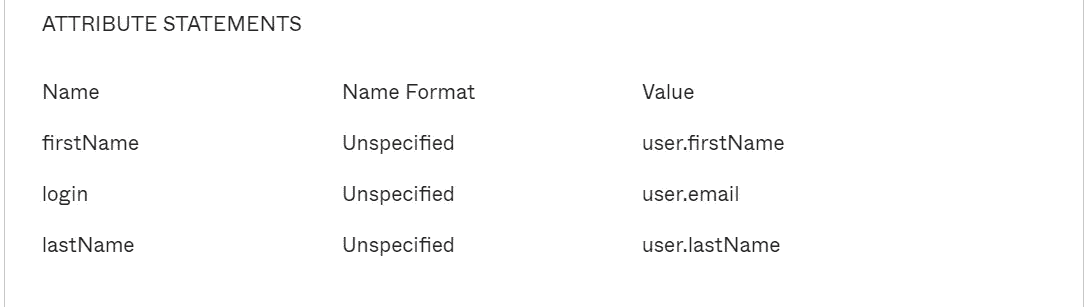 ATTRIBUTE STATEMENTS
Name Name Format Value
firstName Unspecified user.firstName
login Unspecified user.email
lastName Unspecified user.lastName